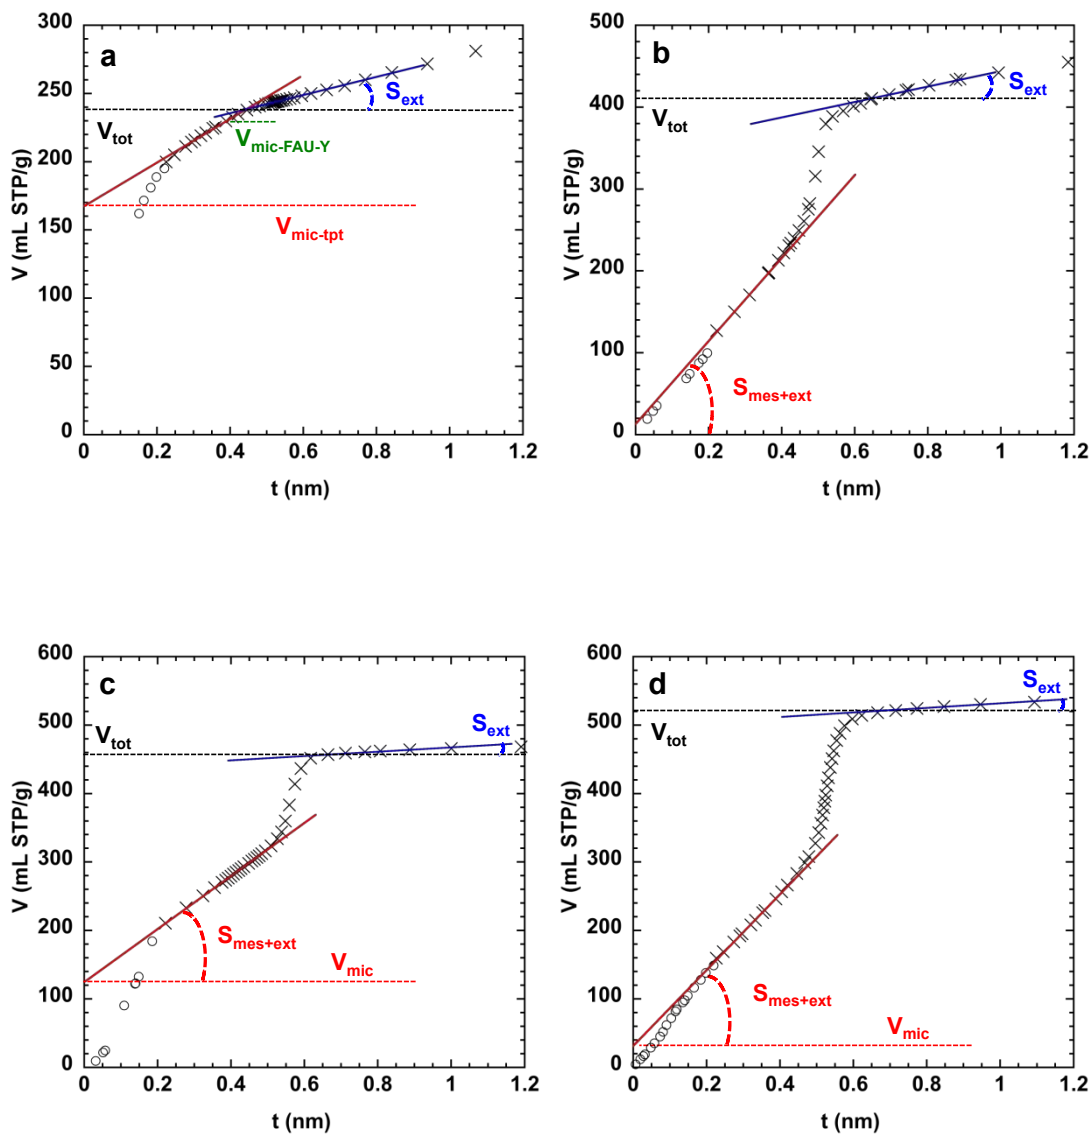 a
300
250
200
150
100
50
0
V (mL STP/g)
V_tot
S_ext
V_mic-FAU-Y
V_mic-tpt
0 0.2 0.4 0.6 0.8 1 1.2
t (nm)
b
500
400
300
200
100
0
V (mL STP/g)
V_tot
S_ext
S_mes+ext
0 0.2 0.4 0.6 0.8 1 1.2
t (nm)
c
600
500
400
300
200
100
0
V (mL STP/g)
V_tot
S_ext
S_mes+ext
V_mic
0 0.2 0.4 0.6 0.8 1 1.2
t (nm)
d
600
500
400
300
200
100
0
V (mL STP/g)
V_tot
S_ext
S_mes+ext
V_mic
0 0.2 0.4 0.6 0.8 1 1.2
t (nm)